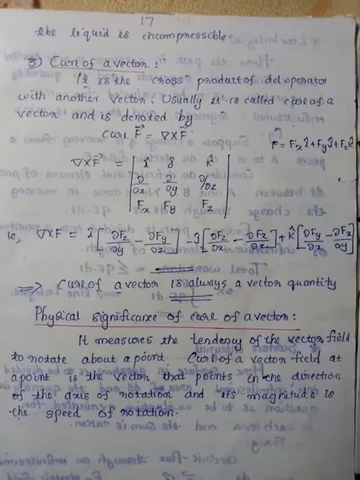 17
the liquid is incompressible.
3) Curl of a vector:
It is the cross product of del operator
with another vector. Usually it is called curl of a
vector and is denoted by
Curl F = ∇×F. F = Fxî+Fyĵ+Fzk̂
∇×F = | î ĵ k̂ |
| ∂/∂x ∂/∂y ∂/∂z |
| Fx Fy Fz |
ie, ∇×F = î[∂Fz/∂y − ∂Fy/∂z] − ĵ[∂Fz/∂x − ∂Fx/∂z] + k̂[∂Fy/∂x − ∂Fx/∂y]
=> Curl of a vector is always a vector quantity
Physical significance of curl of a vector:
It measures the tendency of the vector field
to rotate about a point. Curl of a vector field at
a point is the vector that points in the direction
of the axis of rotation and its magnitude is
the speed of rotation.